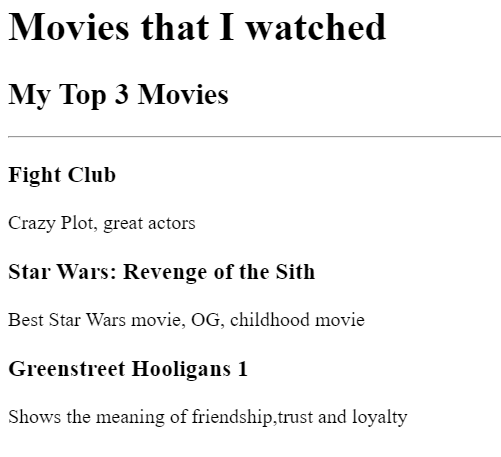 Movies that I watched
My Top 3 Movies
Fight Club
Crazy Plot, great actors
Star Wars: Revenge of the Sith
Best Star Wars movie, OG, childhood movie
Greenstreet Hooligans 1
Shows the meaning of friendship,trust and loyalty